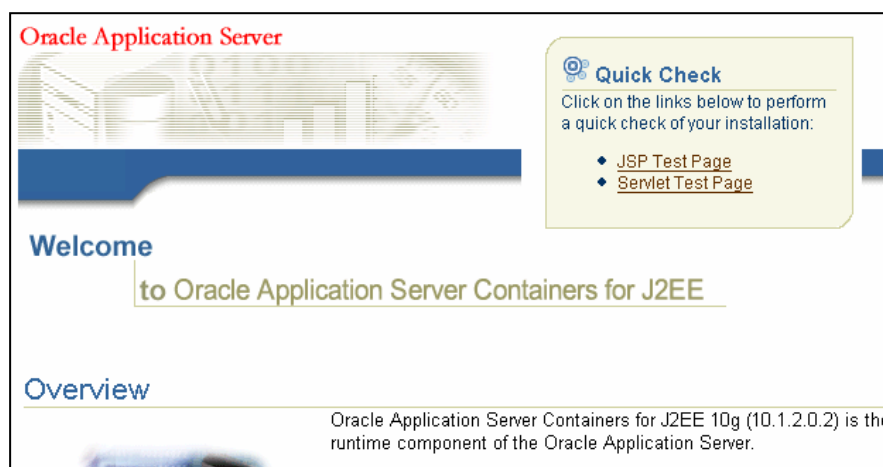 Oracle Application Server
Quick Check
Click on the links below to perform
a quick check of your installation:
JSP Test Page
Servlet Test Page
Welcome
to Oracle Application Server Containers for J2EE
Overview
Oracle Application Server Containers for J2EE 10g (10.1.2.0.2) is the
runtime component of the Oracle Application Server.